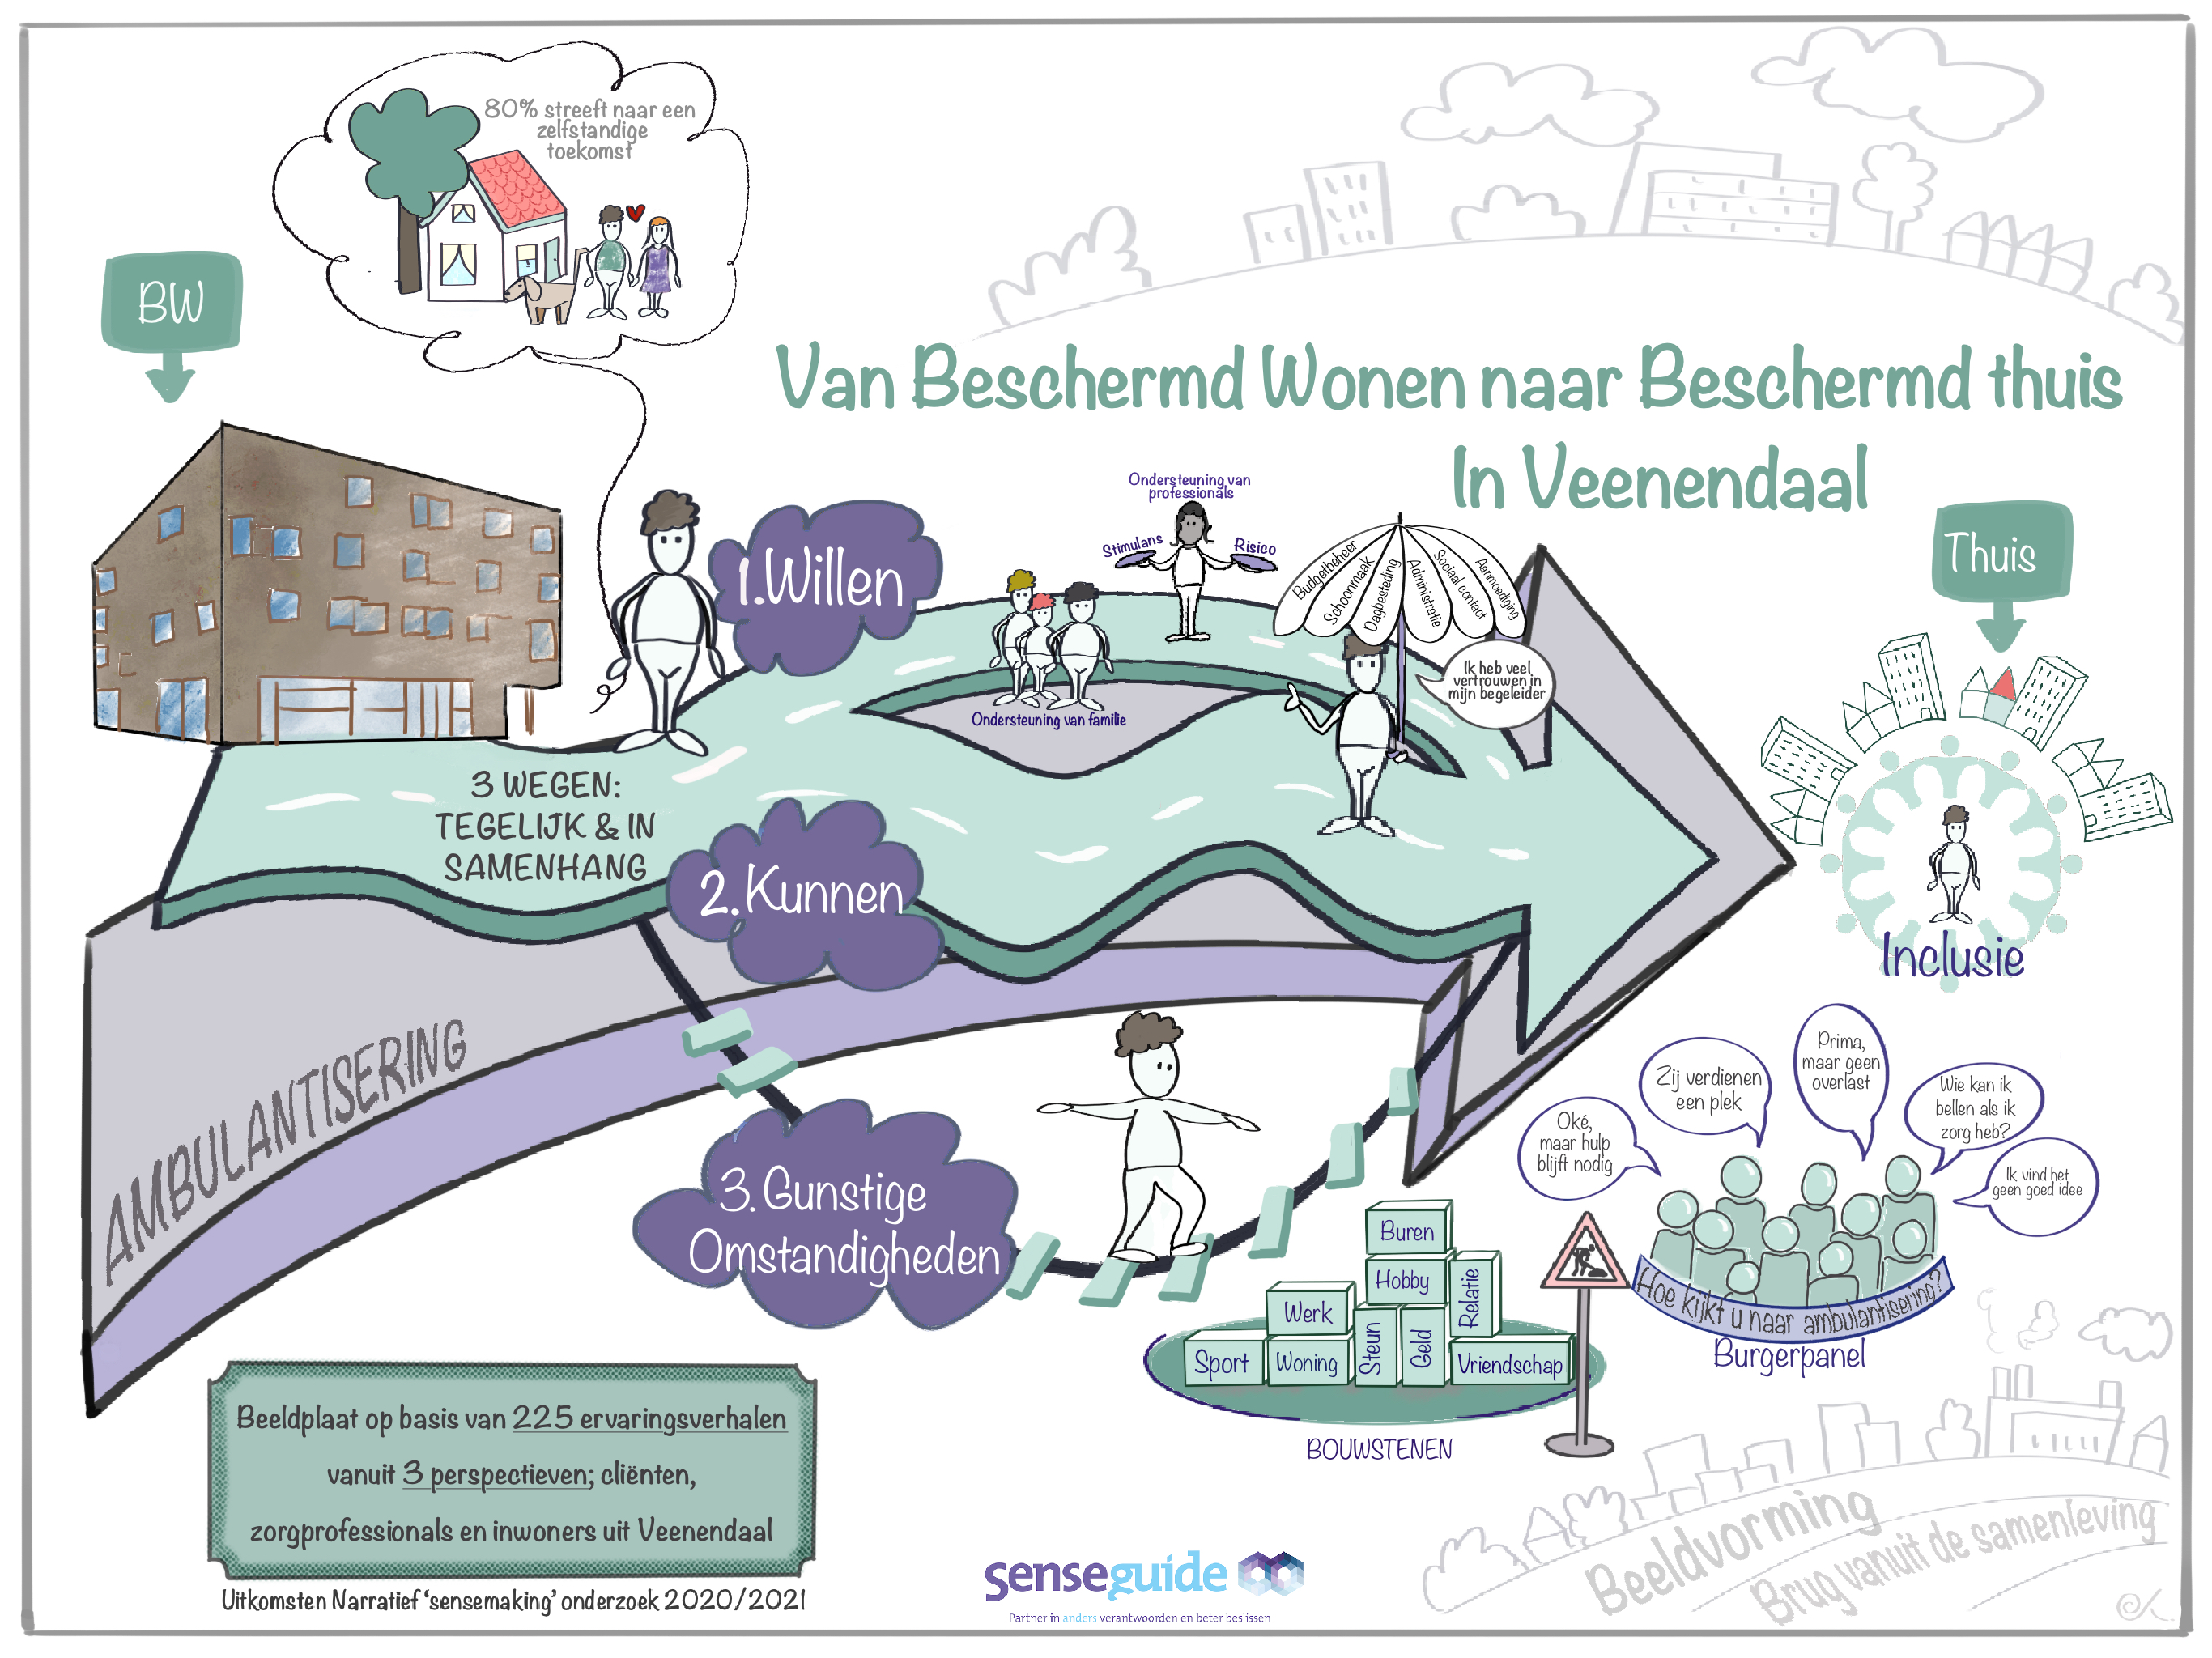 80% streeft naar een
zelfstandige
toekomst
BW
Van Beschermd Wonen naar Beschermd thuis
In Veenendaal
Thuis
1. Willen
Ondersteuning van
professionals
Stimulans
Risico
Ondersteuning van familie
Budgetbeheer
Schoonmaak
Dagbesteding
Administratie
Sociaal contact
Aanmoediging
Ik heb veel
vertrouwen in
mijn begeleider
3 WEGEN:
TEGELIJK & IN
SAMENHANG
2. Kunnen
Inclusie
AMBULANTISERING
3. Gunstige
Omstandigheden
Oké,
maar hulp
blijft nodig
Zij verdienen
een plek
Prima,
maar geen
overlast
Wie kan ik
bellen als ik
zorg heb?
Ik vind het
geen goed idee
Hoe kijkt u naar ambulantisering?
Burgerpanel
Buren
Hobby
Relatie
Werk
Steun
Geld
Sport
Woning
Vriendschap
BOUWSTENEN
Beeldplaat op basis van 225 ervaringsverhalen
vanuit 3 perspectieven; cliënten,
zorgprofessionals en inwoners uit Veenendaal
Uitkomsten Narratief ‘sensemaking’ onderzoek 2020/2021
senseguide
Partner in anders verantwoorden en beter beslissen
Beeldvorming
Brug vanuit de samenleving